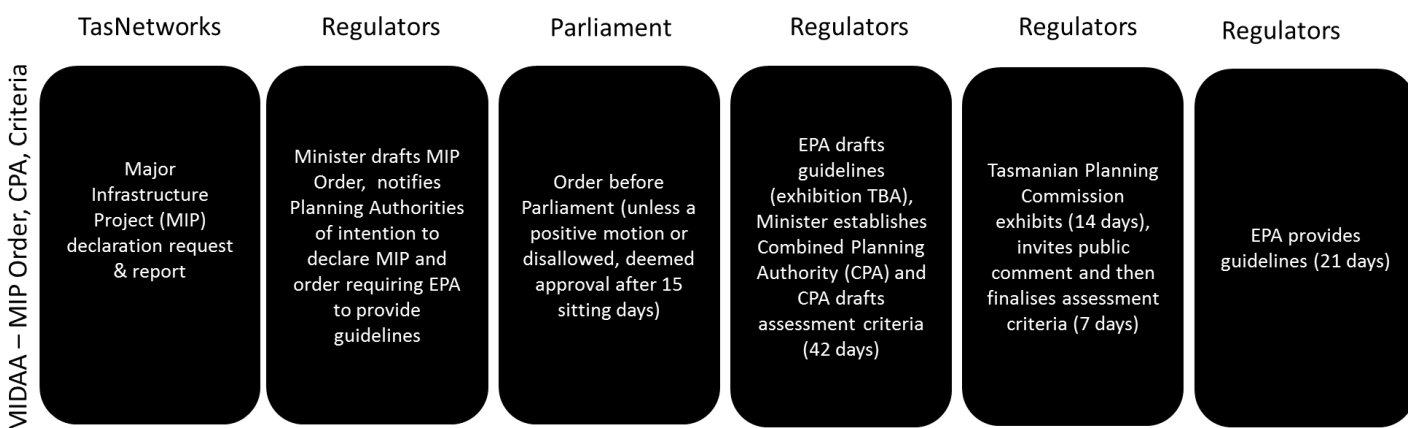 TasNetworks
Regulators
Parliament
Regulators
Regulators
Regulators
MIDAA – MIP Order, CPA, Criteria
Major
Infrastructure
Project (MIP)
declaration request
& report
Minister drafts MIP
Order, notifies
Planning Authorities
of intention to
declare MIP and
order requiring EPA
to provide
guidelines
Order before
Parliament (unless a
positive motion or
disallowed, deemed
approval after 15
sitting days)
EPA drafts
guidelines
(exhibition TBA),
Minister establishes
Combined Planning
Authority (CPA) and
CPA drafts
assessment criteria
(42 days)
Tasmanian Planning
Commission
exhibits (14 days),
invites public
comment and then
finalises assessment
criteria (7 days)
EPA provides
guidelines (21 days)